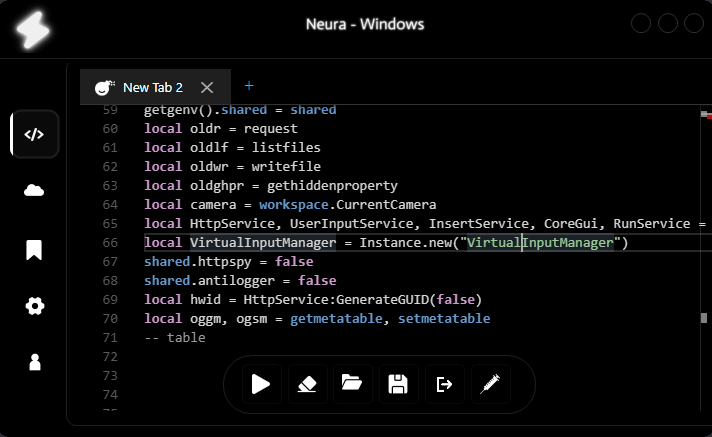 Neura - Windows
New Tab 2
59 getgenv().shared = shared
60 local oldr = request
61 local oldlf = listfiles
62 local oldwr = writefile
63 local oldghpr = gethiddenproperty
64 local camera = workspace.CurrentCamera
65 local HttpService, UserInputService, InsertService, CoreGui, RunService =
66 local VirtualInputManager = Instance.new("VirtualInputManager")
67 shared.httpspy = false
68 shared.antilogger = false
69 local hwid = HttpService:GenerateGUID(false)
70 local oggm, ogsm = getmetatable, setmetatable
71 -- table
72
73
74